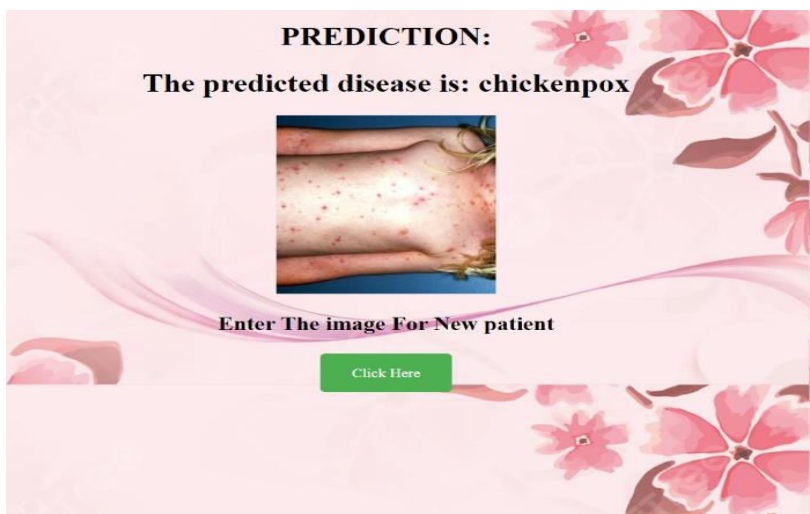 PREDICTION:
The predicted disease is: chickenpox
Enter The image For New patient
Click Here